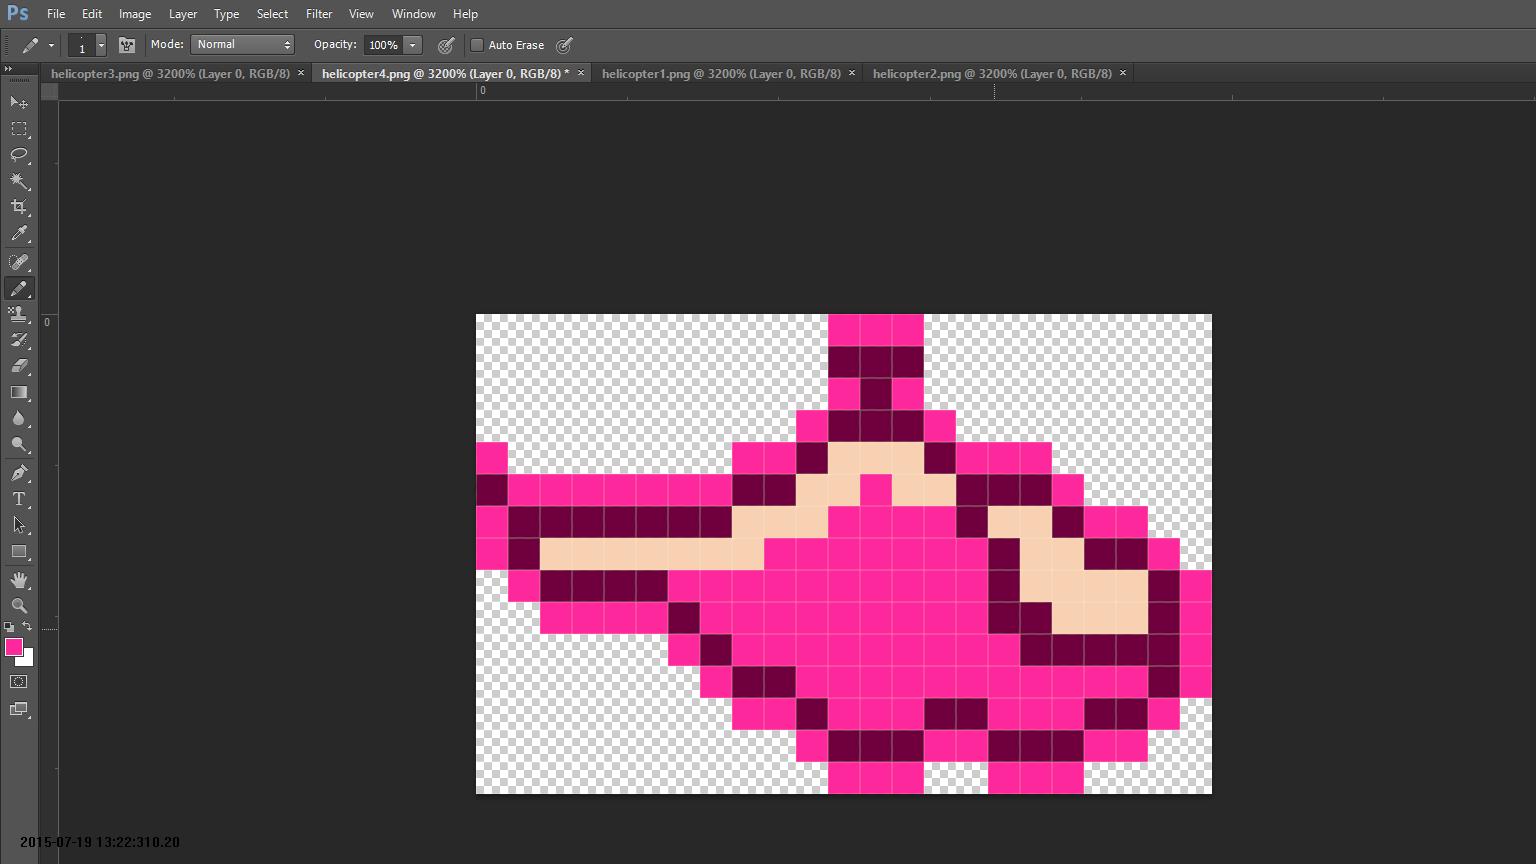 Ps File Edit Image Layer Type Select Filter View Window Help
1 Mode: Normal Opacity: 100% Auto Erase
helicopter3.png @ 3200% (Layer 0, RGB/8) × helicopter4.png @ 3200% (Layer 0, RGB/8) * × helicopter1.png @ 3200% (Layer 0, RGB/8) × helicopter2.png @ 3200% (Layer 0, RGB/8) ×
0
0
T
2015-07-19 13:22:310.20